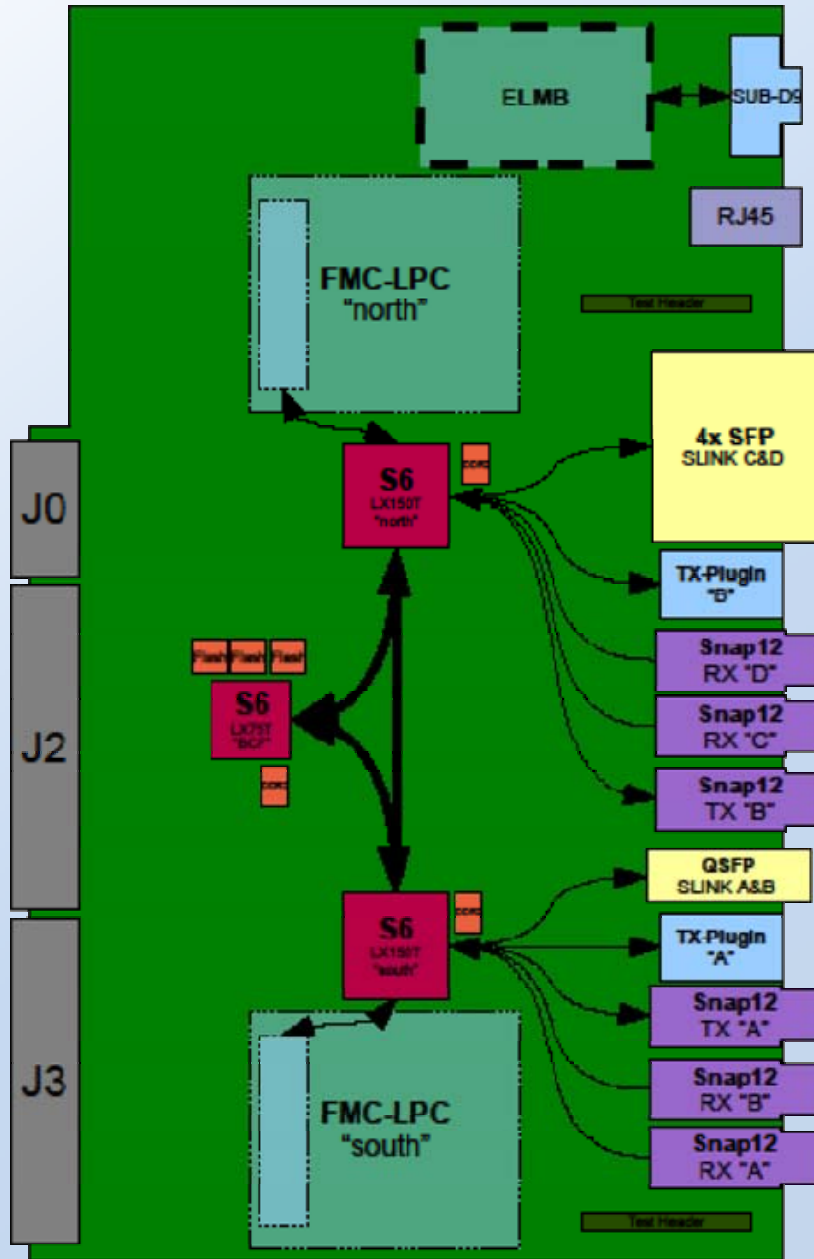 ELMB
SUB-D9
RJ45
FMC-LPC
"north"
Test Header
4x SFP
SLINK C&D
S6
LX150T
"north"
J0
TX-Plugin
"B"
Flash
Flash
Flash
Snap12
RX "D"
S6
LX75T
Snap12
RX "C"
J2
Snap12
TX "B"
QSFP
SLINK A&B
S6
LX150T
"south"
TX-Plugin
"A"
Snap12
TX "A"
J3
FMC-LPC
"south"
Snap12
RX "B"
Snap12
RX "A"
Test Header